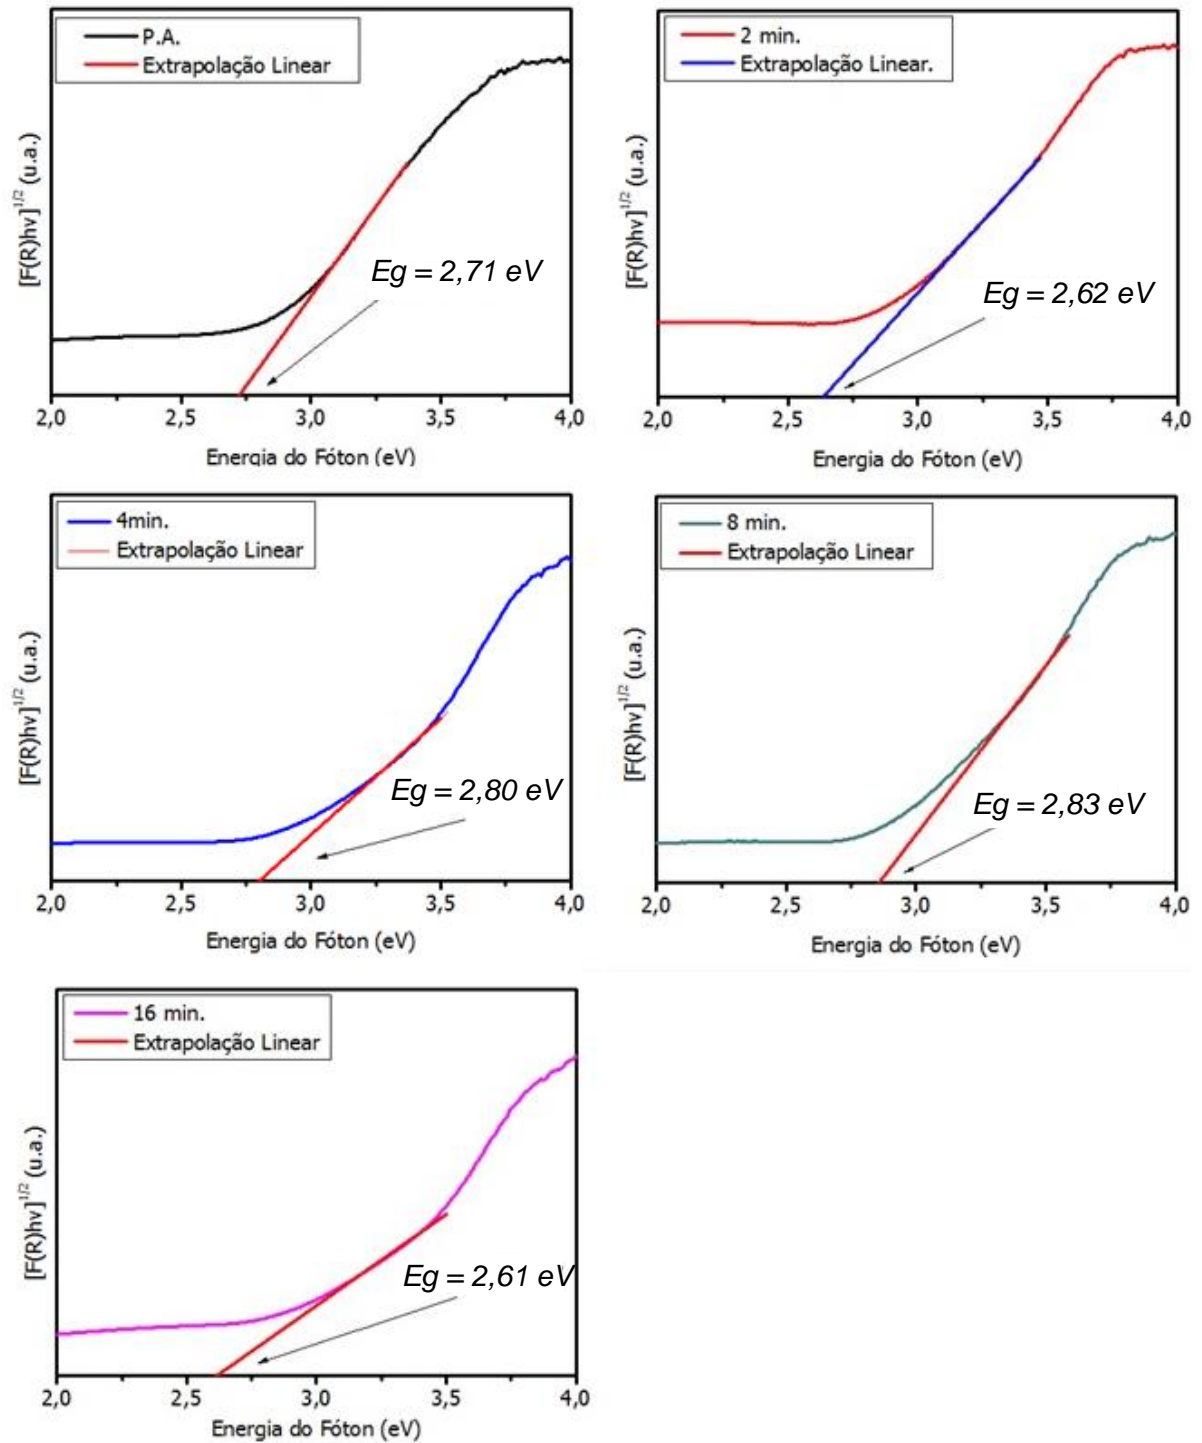 P.A.
Extrapolação Linear
[F(R)hv]^1/2 (u.a.)
Eg = 2,71 eV
2,0 2,5 3,0 3,5 4,0
Energia do Fóton (eV)
2 min.
Extrapolação Linear.
[F(R)hv]^1/2 (u.a.)
Eg = 2,62 eV
2,0 2,5 3,0 3,5 4,0
Energia do Fóton (eV)
4min.
Extrapolação Linear
[F(R)hv]^1/2 (u.a.)
Eg = 2,80 eV
2,0 2,5 3,0 3,5 4,0
Energia do Fóton (eV)
8 min.
Extrapolação Linear
[F(R)hv]^1/2 (u.a.)
Eg = 2,83 eV
2,0 2,5 3,0 3,5 4,0
Energia do Fóton (eV)
16 min.
Extrapolação Linear
[F(R)hv]^1/2 (u.a.)
Eg = 2,61 eV
2,0 2,5 3,0 3,5 4,0
Energia do Fóton (eV)